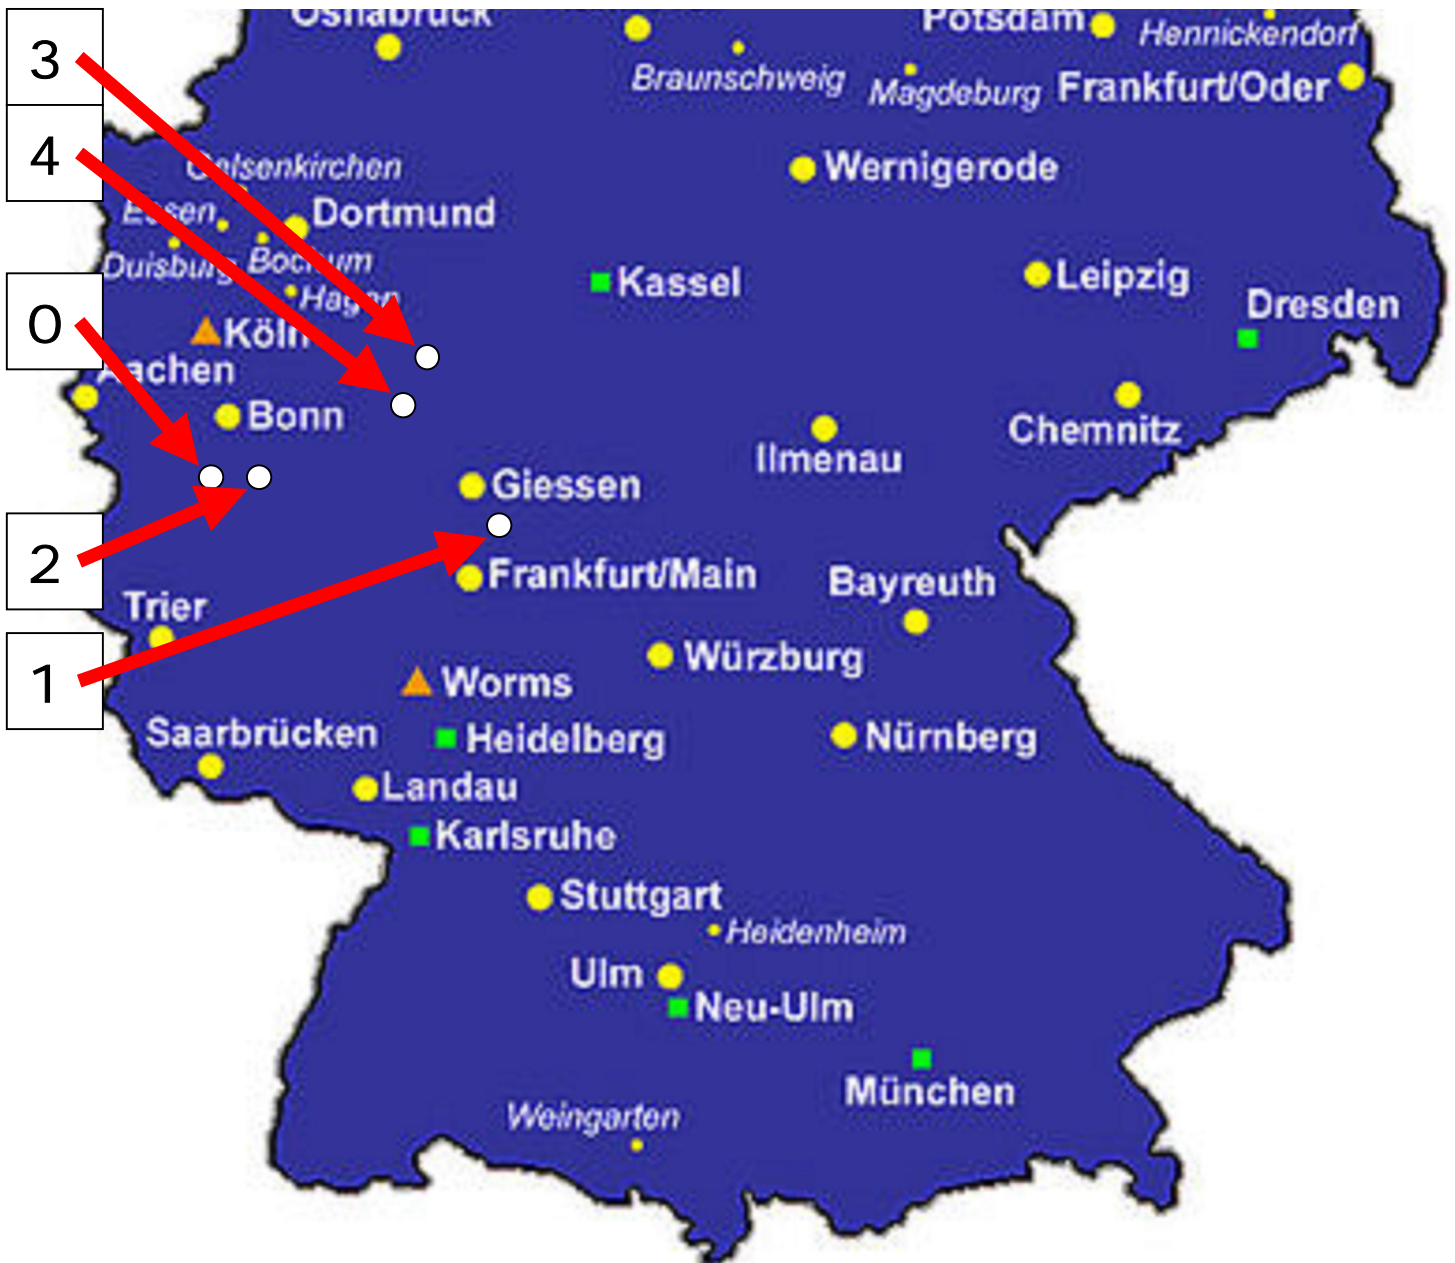 Osnabrück
Potsdam
Hennickendorf
3
Braunschweig
Magdeburg
Frankfurt/Oder
4
Gelsenkirchen
Wernigerode
Essen
Dortmund
Duisburg
Bochum
Kassel
Leipzig
Hagen
Dresden
0
Köln
Aachen
Bonn
Chemnitz
Ilmenau
Giessen
2
Frankfurt/Main
Bayreuth
Trier
Würzburg
1
Worms
Saarbrücken
Heidelberg
Nürnberg
Landau
Karlsruhe
Stuttgart
Heidenheim
Ulm
Neu-Ulm
München
Weingarten